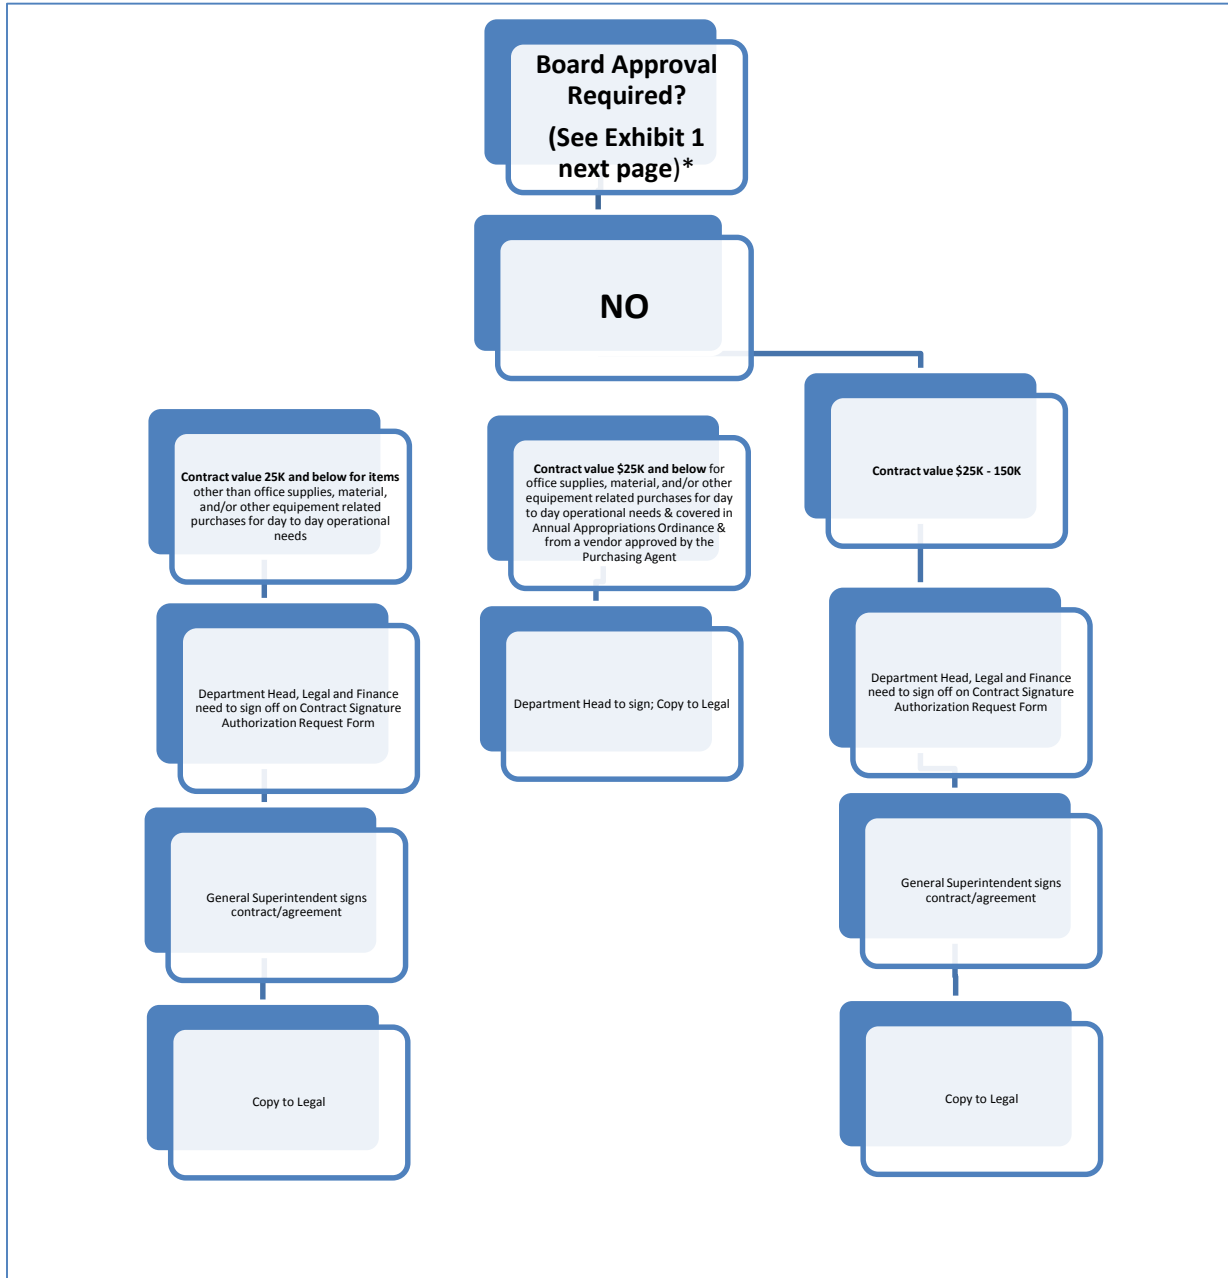 Board Approval
Required?
(See Exhibit 1
next page)*
NO
Contract value 25K and below for items
other than office supplies, material,
and/or other equipement related
purchases for day to day operational
needs
Contract value $25K and below for
office supplies, material, and/or other
equipement related purchases for day
to day operational needs & covered in
Annual Appropriations Ordinance &
from a vendor approved by the
Purchasing Agent
Contract value $25K - 150K
Department Head, Legal and Finance
need to sign off on Contract Signature
Authorization Request Form
Department Head to sign; Copy to Legal
Department Head, Legal and Finance
need to sign off on Contract Signature
Authorization Request Form
General Superintendent signs
contract/agreement
General Superintendent signs
contract/agreement
Copy to Legal
Copy to Legal